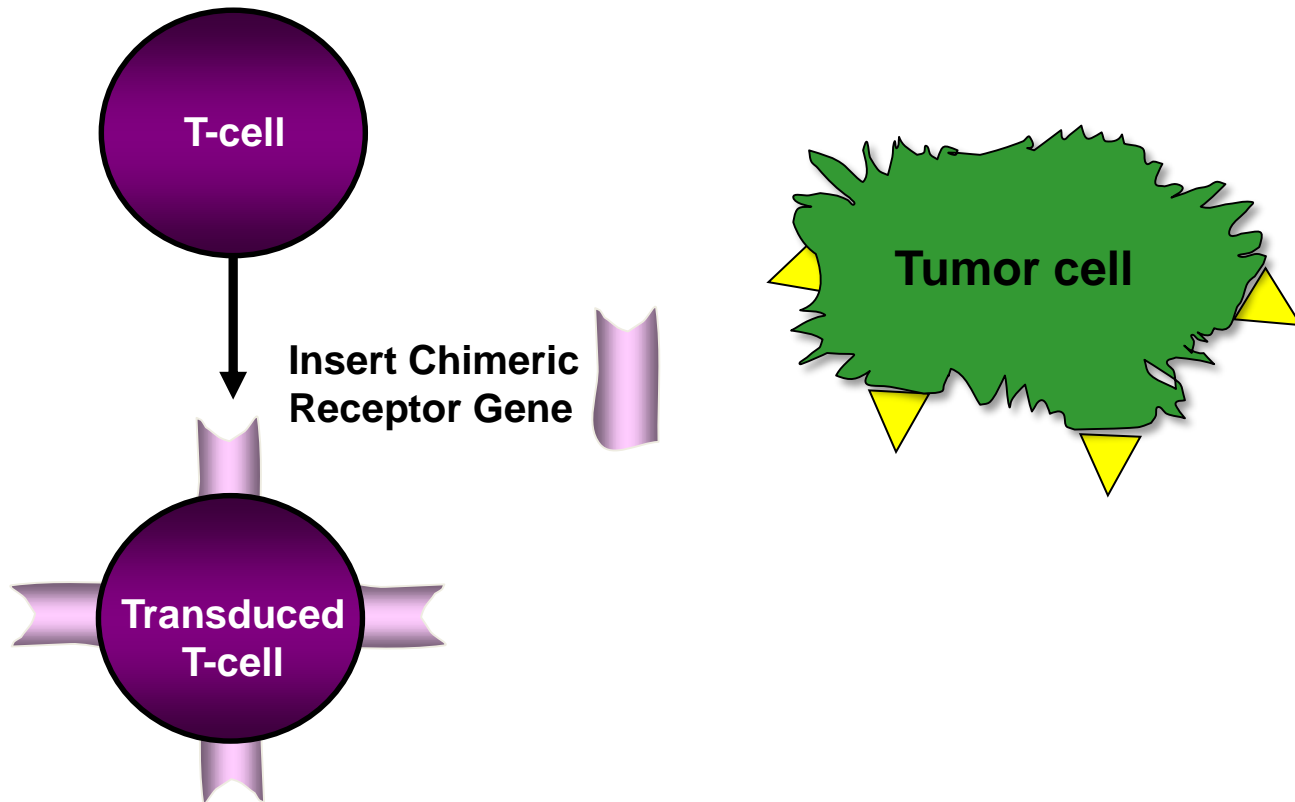 T-cell
Tumor cell
Insert Chimeric
Receptor Gene
Transduced
T-cell